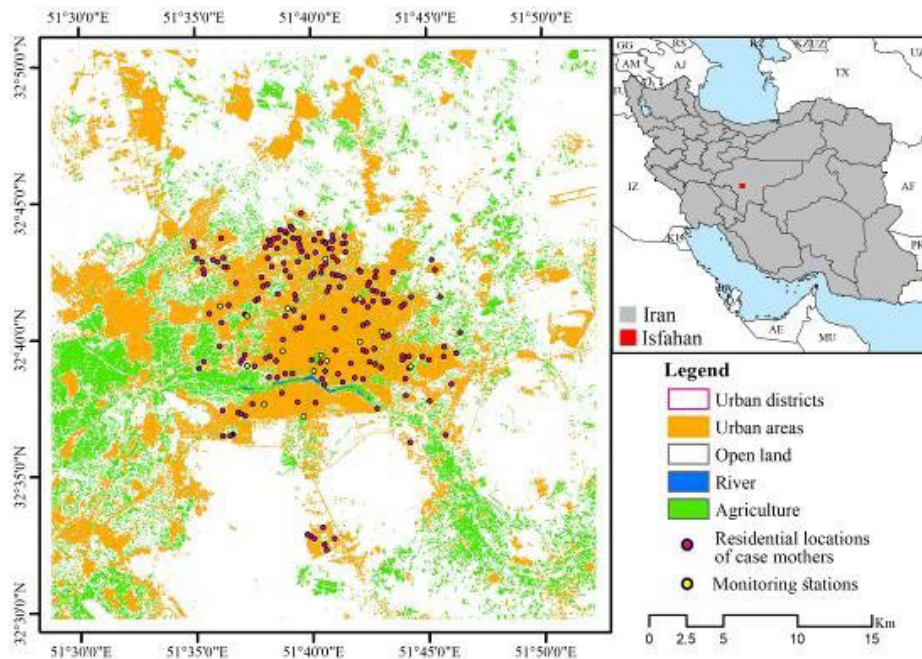 51°30'0"E 51°35'0"E 51°40'0"E 51°45'0"E 51°50'0"E
32°50'0"N
32°45'0"N
32°40'0"N
32°35'0"N
32°30'0"N
51°30'0"E 51°35'0"E 51°40'0"E 51°45'0"E 51°50'0"E
GG RS KZ UZ
AM AJ TX
IZ AF
AE MU
Iran
Isfahan
Legend
Urban districts
Urban areas
Open land
River
Agriculture
Residential locations
of case mothers
Monitoring stations
Km
0 2.5 5 10 15